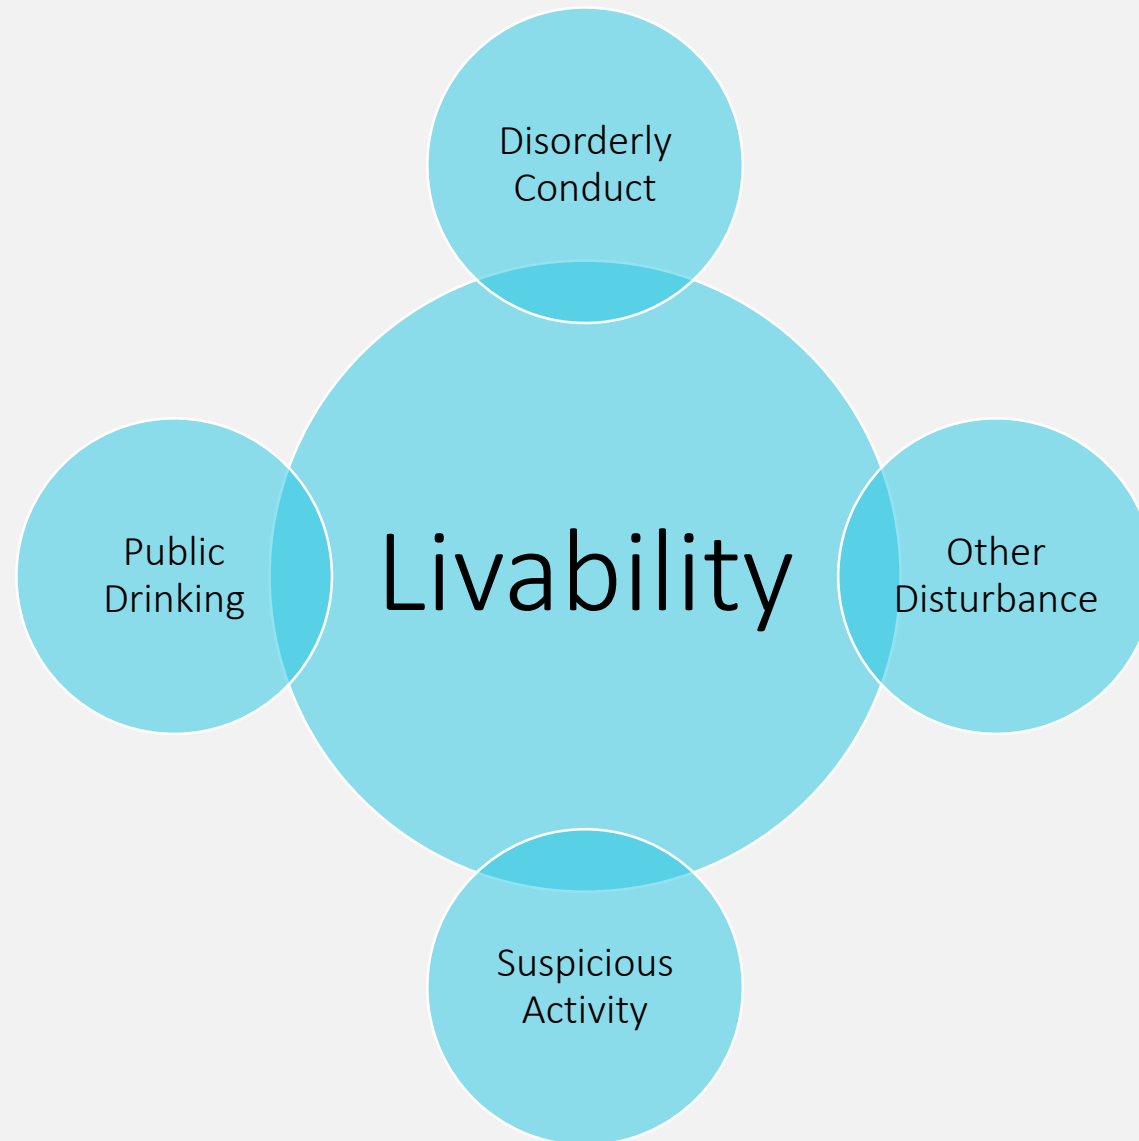 Disorderly
Conduct
Public
Drinking
Livability
Other
Disturbance
Suspicious
Activity